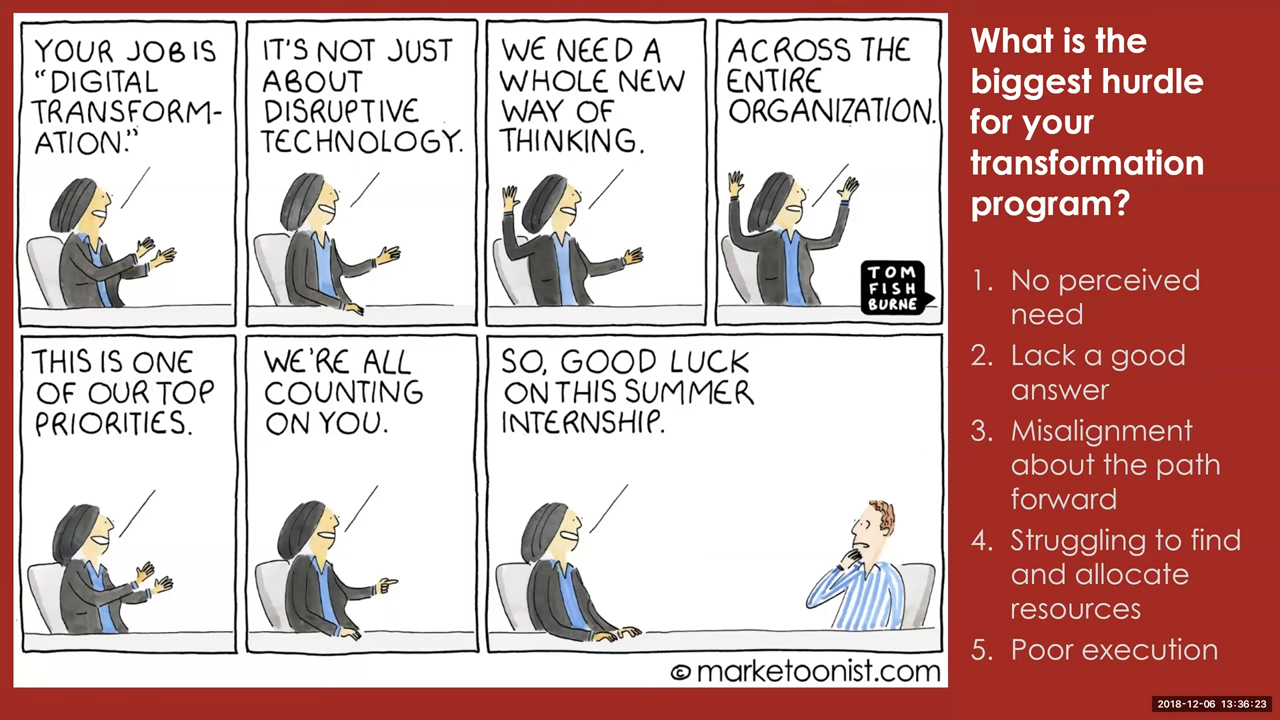 YOUR JOB IS
“DIGITAL
TRANSFORM-
ATION.”
IT'S NOT JUST
ABOUT
DISRUPTIVE
TECHNOLOGY.
WE NEED A
WHOLE NEW
WAY OF
THINKING.
ACROSS THE
ENTIRE
ORGANIZATION.
TOM
FISH
BURNE
THIS IS ONE
OF OUR TOP
PRIORITIES.
WE'RE ALL
COUNTING
ON YOU.
SO, GOOD LUCK
ON THIS SUMMER
INTERNSHIP.
© marketoonist.com
What is the
biggest hurdle
for your
transformation
program?
1. No perceived
need
2. Lack a good
answer
3. Misalignment
about the path
forward
4. Struggling to find
and allocate
resources
5. Poor execution
2018-12-06 13:36:23